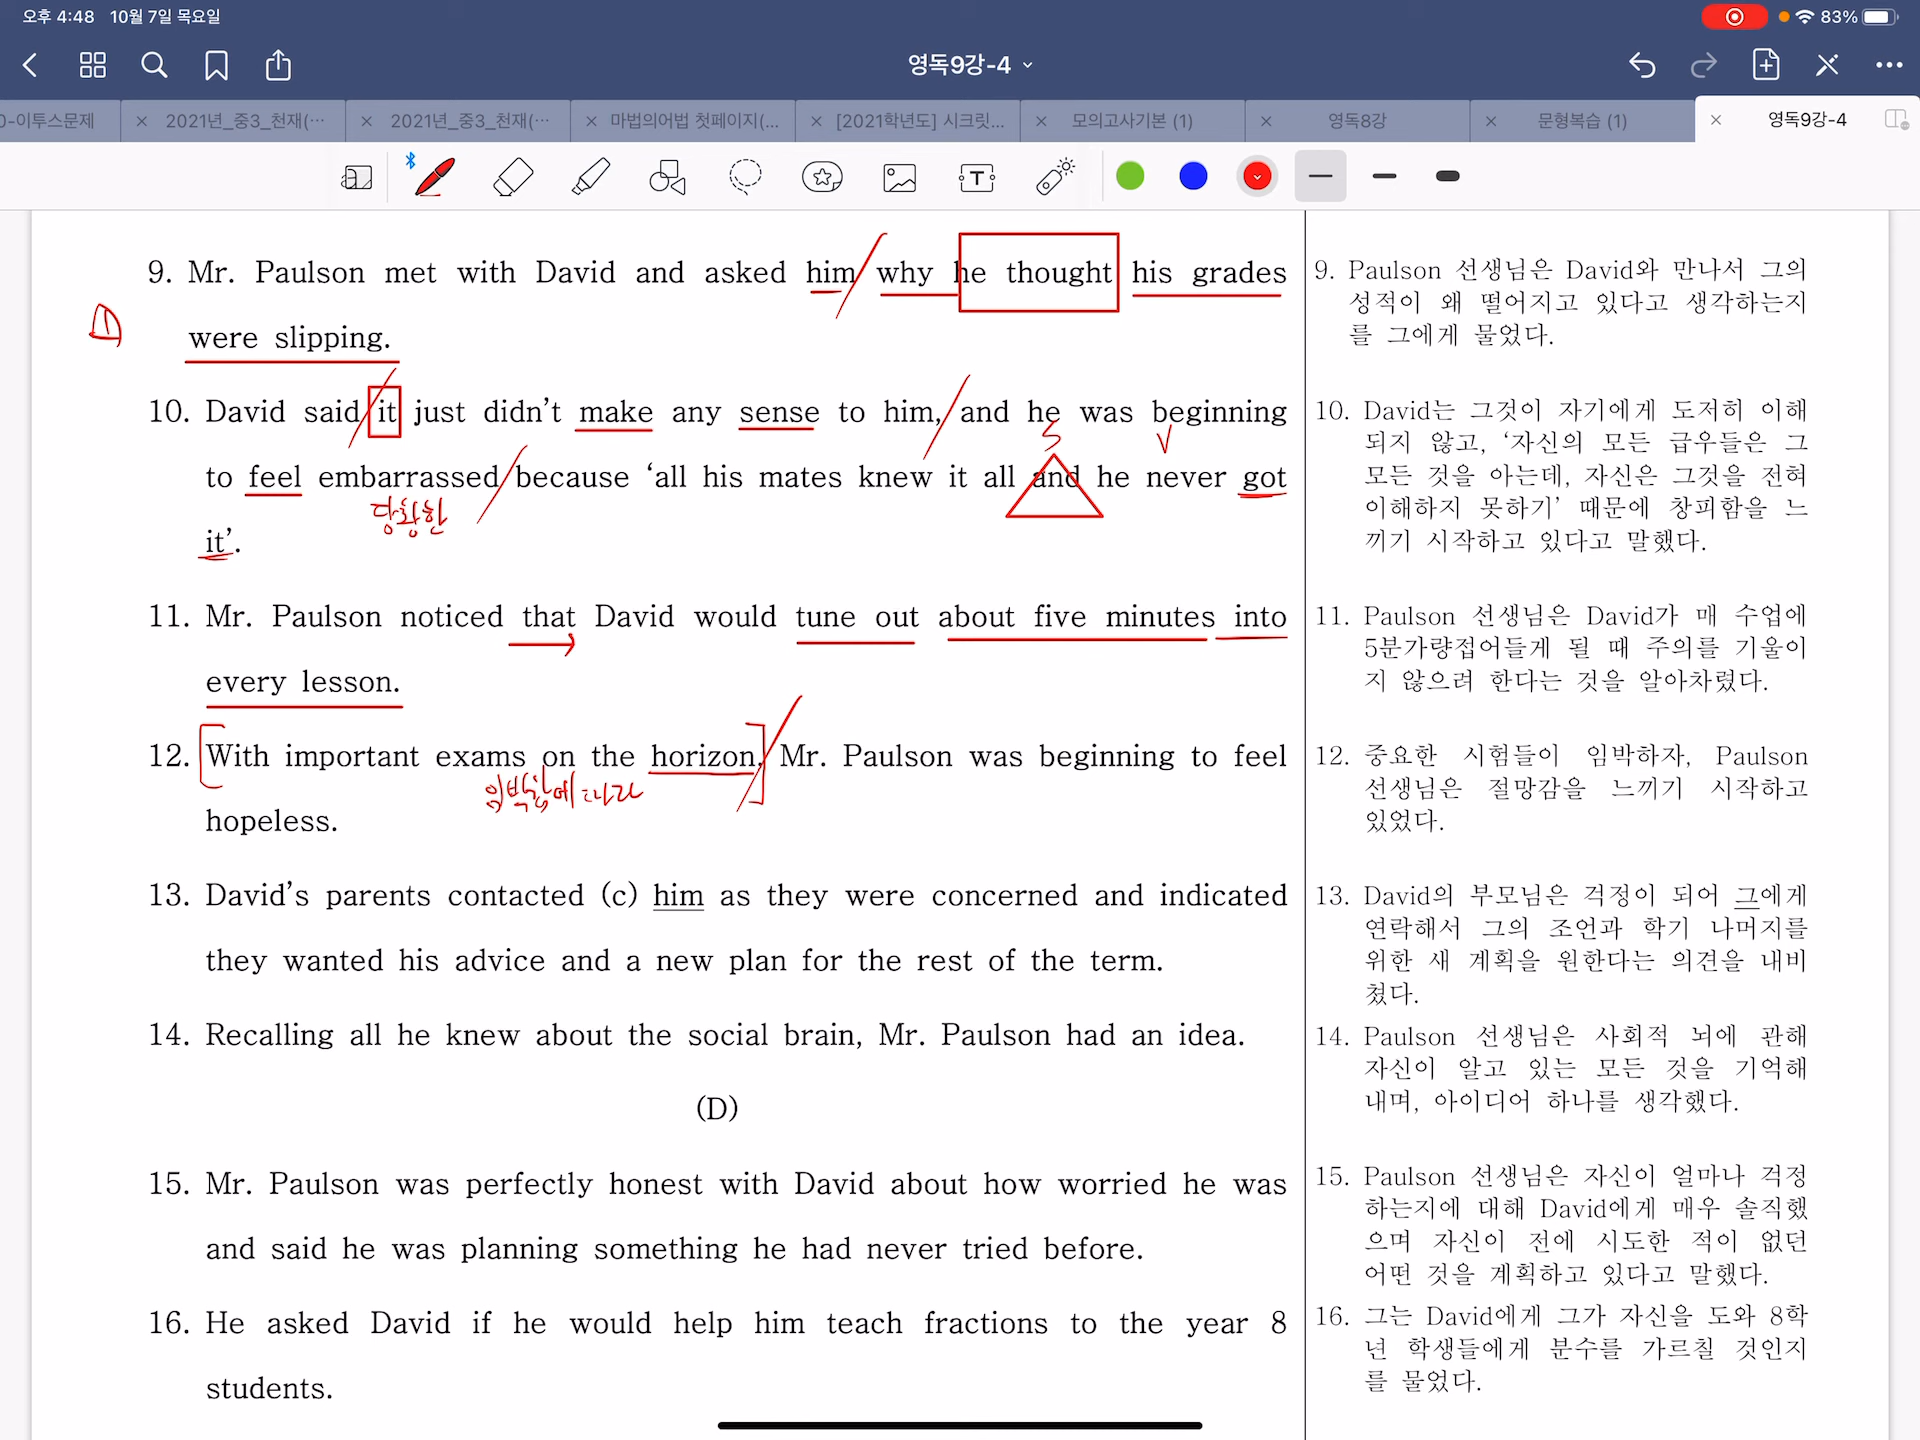 오후 4:48 10월 7일 목요일
83%
영독9강-4
0-이투스문제
2021년_중3_천재(…
2021년_중3_천재(…
마법의어법 첫페이지(...
[2021학년도] 시크릿...
모의고사기본 (1)
영독8강
문형복습 (1)
영독9강-4
9. Mr. Paulson met with David and asked him why he thought his grades
were slipping.
①
10. David said it just didn't make any sense to him, and he was beginning
S
V
to feel embarrassed because 'all his mates knew it all and he never got
당황한
it'.
11. Mr. Paulson noticed that David would tune out about five minutes into
every lesson.
12. With important exams on the horizon, Mr. Paulson was beginning to feel
임박함에 따라
hopeless.
13. David's parents contacted (c) him as they were concerned and indicated
they wanted his advice and a new plan for the rest of the term.
14. Recalling all he knew about the social brain, Mr. Paulson had an idea.
(D)
15. Mr. Paulson was perfectly honest with David about how worried he was
and said he was planning something he had never tried before.
16. He asked David if he would help him teach fractions to the year 8
students.
9. Paulson 선생님은 David와 만나서 그의
성적이 왜 떨어지고 있다고 생각하는지
를 그에게 물었다.
10. David는 그것이 자기에게 도저히 이해
되지 않고, '자신의 모든 급우들은 그
모든 것을 아는데, 자신은 그것을 전혀
이해하지 못하기' 때문에 창피함을 느
끼기 시작하고 있다고 말했다.
11. Paulson 선생님은 David가 매 수업에
5분가량접어들게 될 때 주의를 기울이
지 않으려 한다는 것을 알아차렸다.
12. 중요한 시험들이 임박하자, Paulson
선생님은 절망감을 느끼기 시작하고
있었다.
13. David의 부모님은 걱정이 되어 그에게
연락해서 그의 조언과 학기 나머지를
위한 새 계획을 원한다는 의견을 내비
쳤다.
14. Paulson 선생님은 사회적 뇌에 관해
자신이 알고 있는 모든 것을 기억해
내며, 아이디어 하나를 생각했다.
15. Paulson 선생님은 자신이 얼마나 걱정
하는지에 대해 David에게 매우 솔직했
으며 자신이 전에 시도한 적이 없던
어떤 것을 계획하고 있다고 말했다.
16. 그는 David에게 그가 자신을 도와 8학
년 학생들에게 분수를 가르칠 것인지
를 물었다.